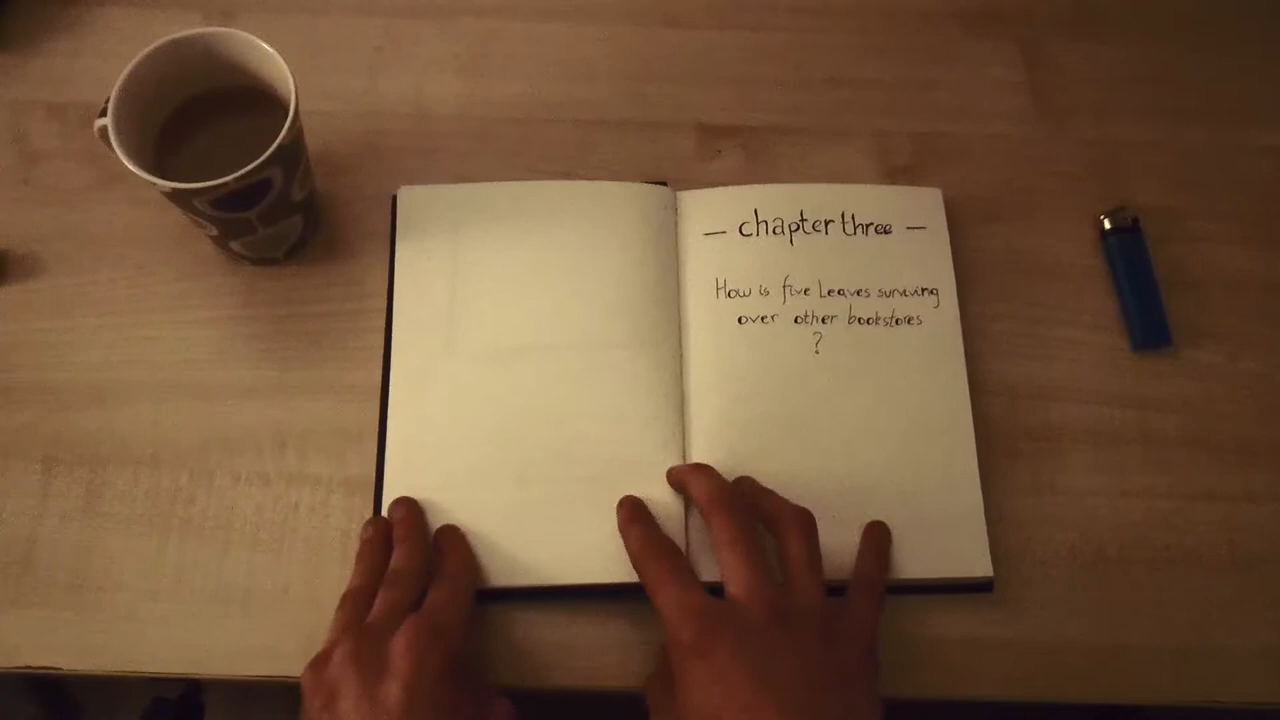 — chapter three —
How is five Leaves surviving
over other bookstores
?